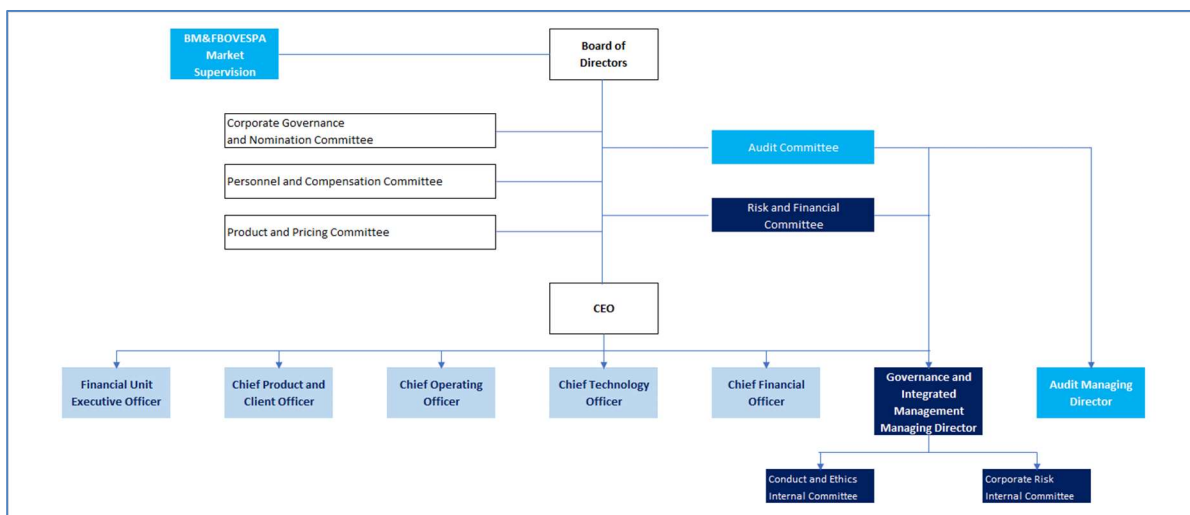 BM&FBOVESPA
Market
Supervision
Board of
Directors
Corporate Governance
and Nomination Committee
Audit Committee
Personnel and Compensation Committee
Risk and Financial
Committee
Product and Pricing Committee
CEO
Financial Unit
Executive Officer
Chief Product and
Client Officer
Chief Operating
Officer
Chief Technology
Officer
Chief Financial
Officer
Governance and
Integrated
Management
Managing Director
Audit Managing
Director
Conduct and Ethics
Internal Committee
Corporate Risk
Internal Committee